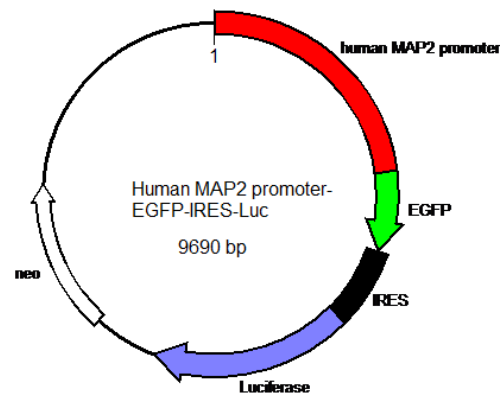 1
human MAP2 promoter
Human MAP2 promoter-
EGFP-IRES-Luc
9690 bp
EGFP
neo
IRES
Luciferase